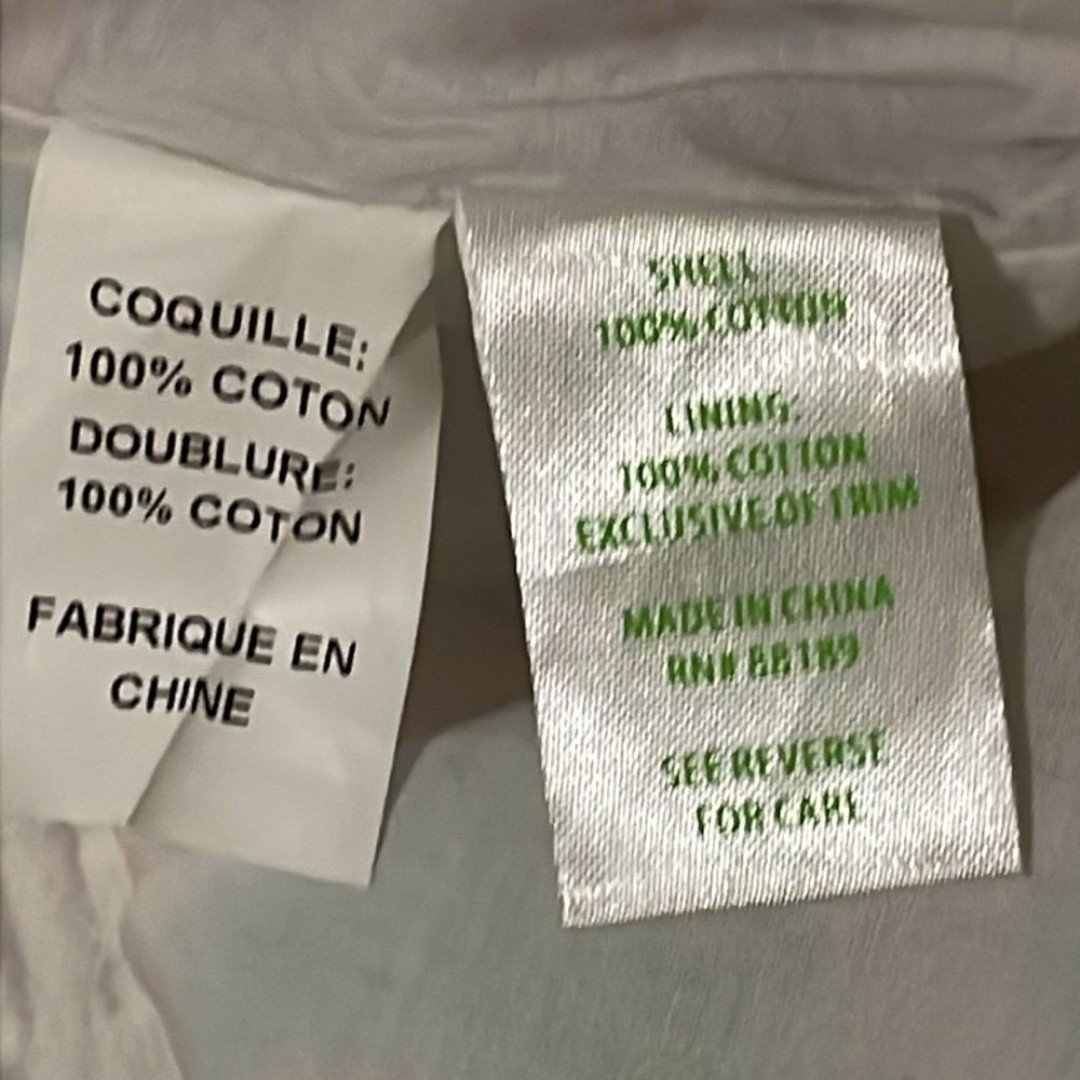 COQUILLE:
100% COTON
DOUBLURE:
100% COTON
FABRIQUE EN
CHINE
SHELL
100% COTTON
LINING:
100% COTTON
EXCLUSIVE OF TRIM
MADE IN CHINA
RN# 88189
SEE REVERSE
FOR CARE